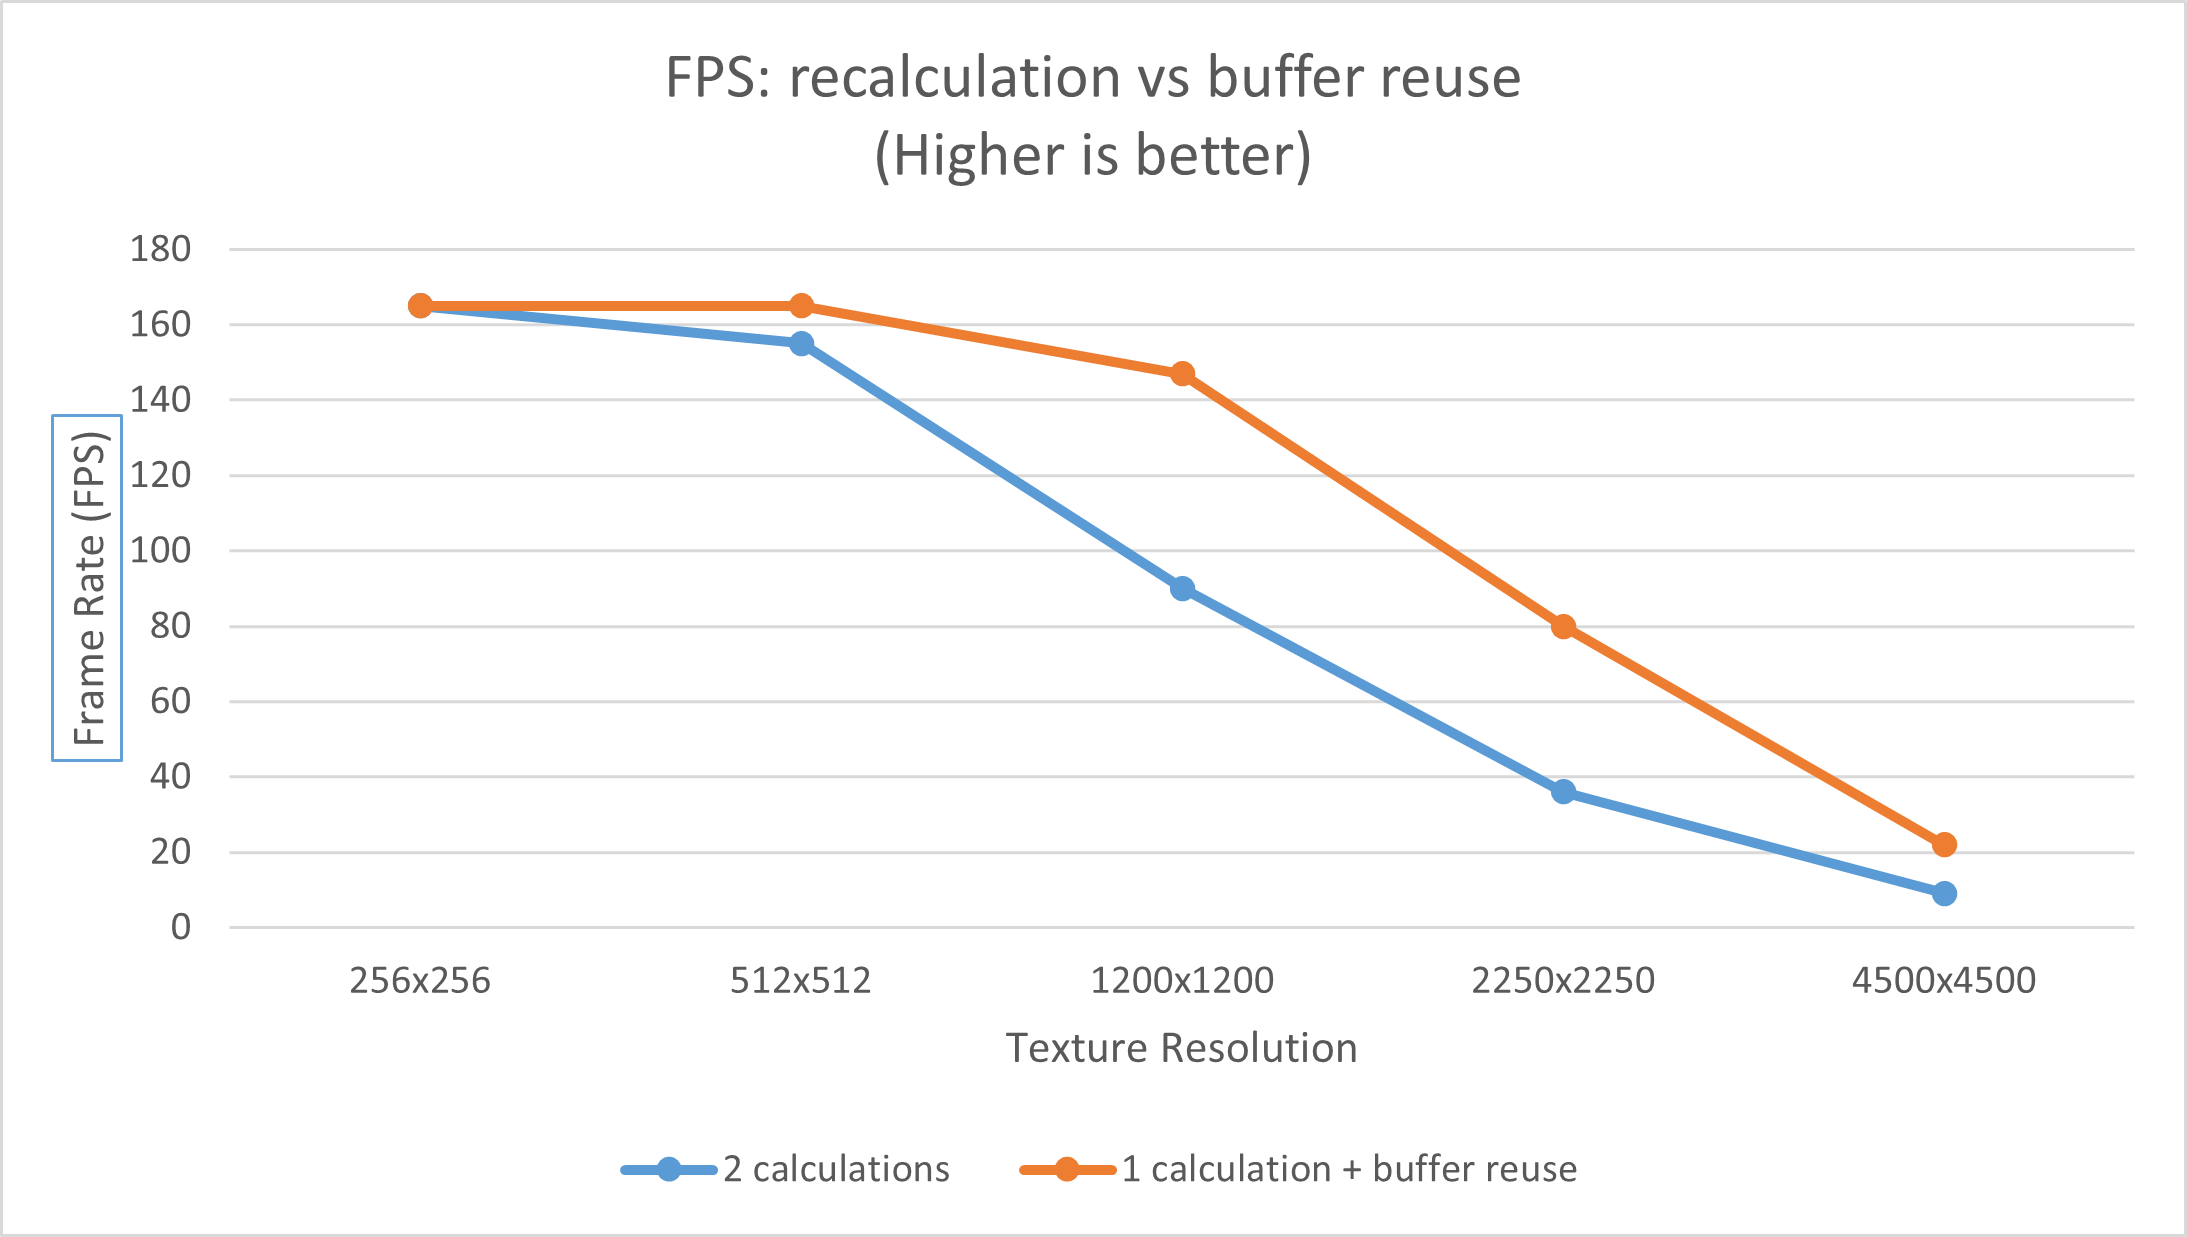 FPS: recalculation vs buffer reuse
(Higher is better)
180
160
140
120
100
80
60
40
20
0
Frame Rate (FPS)
256x256
512x512
1200x1200
2250x2250
4500x4500
Texture Resolution
2 calculations
1 calculation + buffer reuse